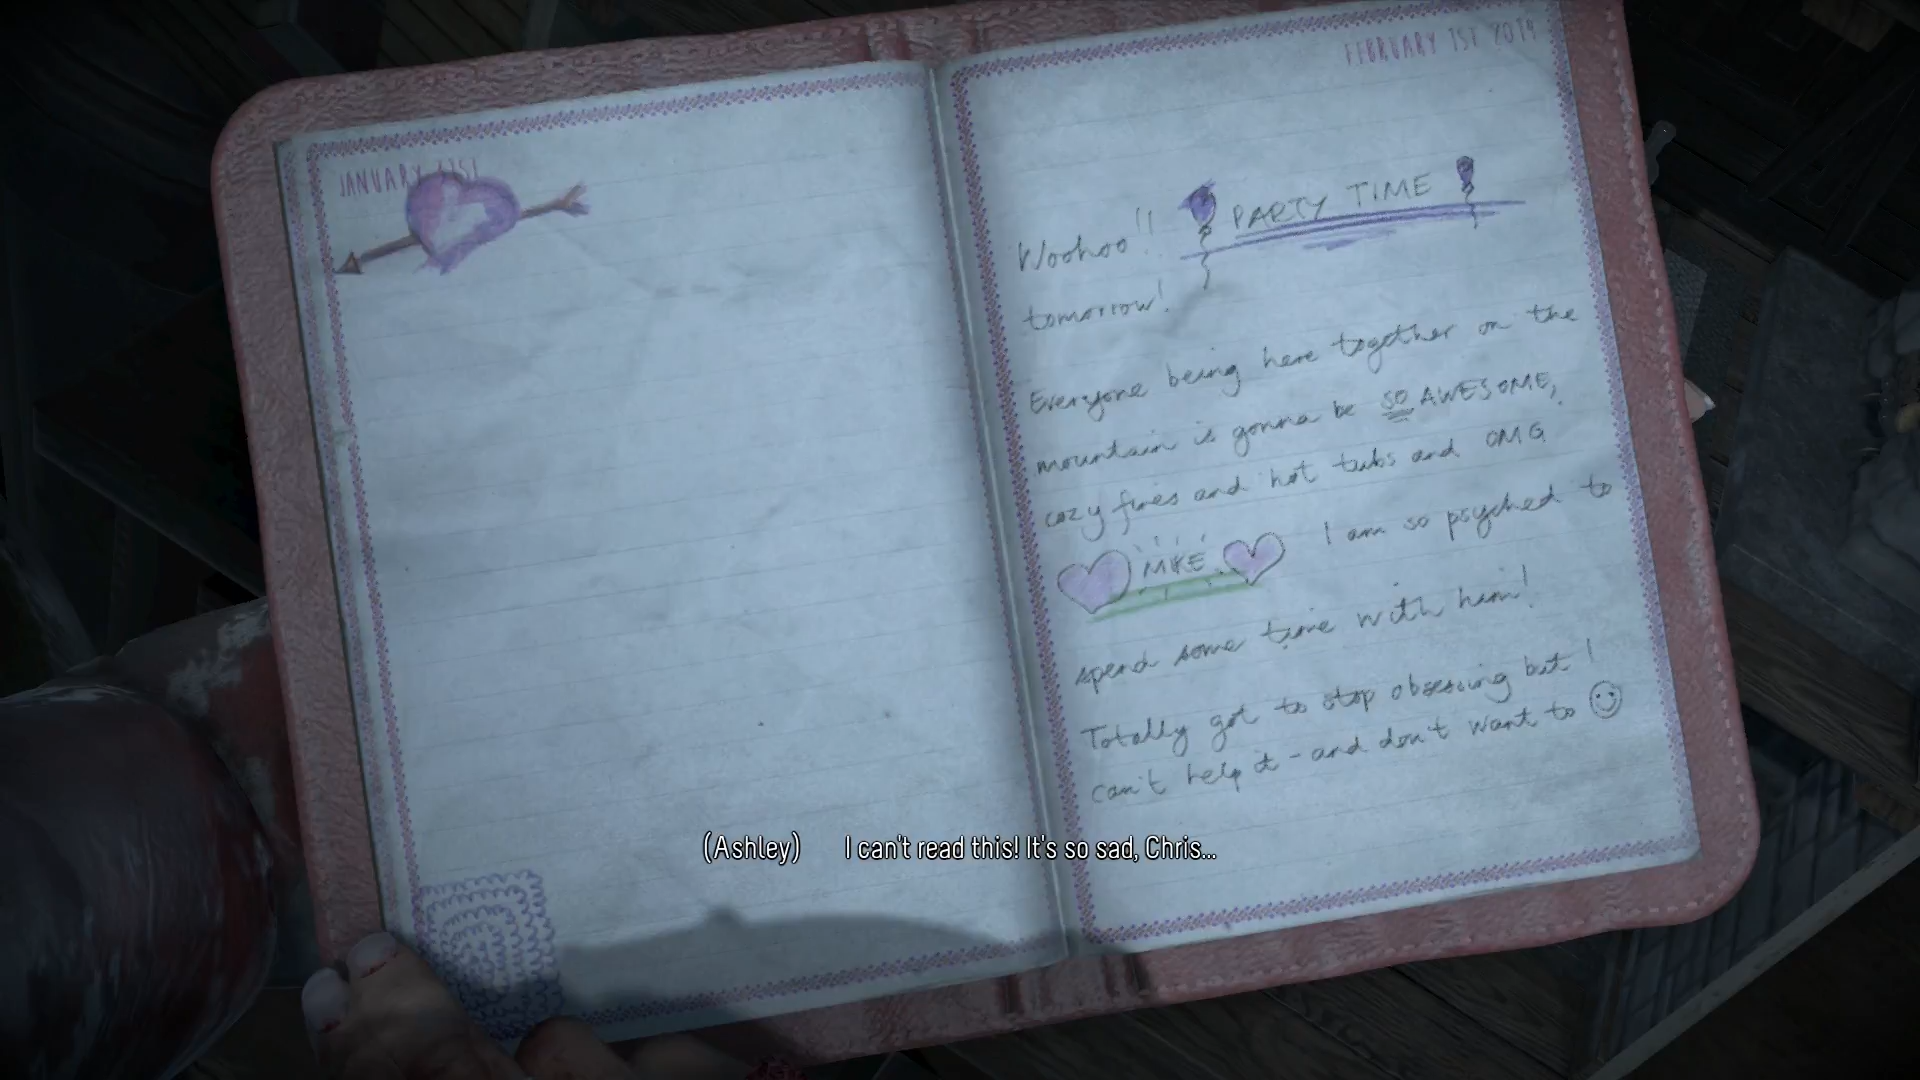 JANUARY 31ST
FEBRUARY 1ST 2014
Woohoo!! PARTY TIME
tomorrow!
Everyone being here together on the
mountain is gonna be so AWESOME,
cozy fires and hot tubs and OMG
MIKE I am so psyched to
spend some time with him!
Totally got to stop obsessing but I
can't help it - and don't want to
(Ashley) I can't read this! It's so sad, Chris...